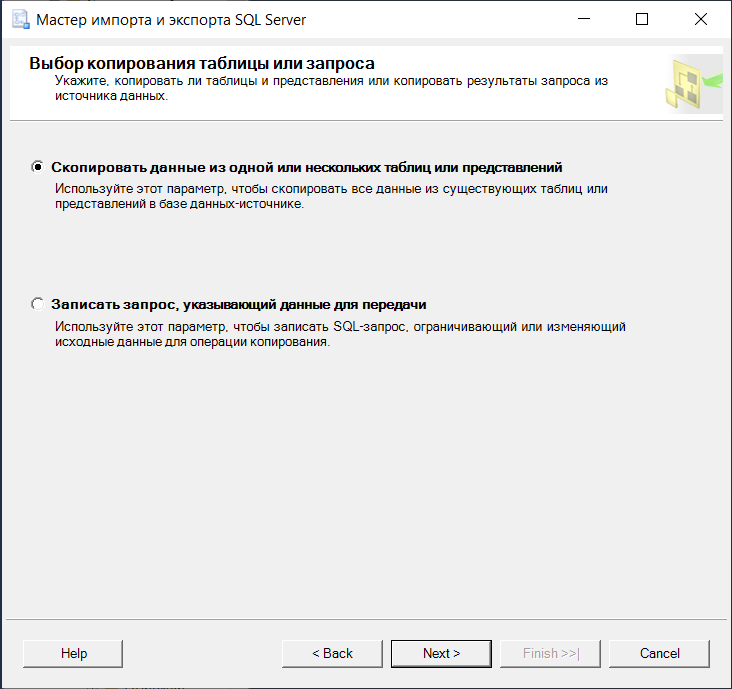 Мастер импорта и экспорта SQL Server
Выбор копирования таблицы или запроса
Укажите, копировать ли таблицы и представления или копировать результаты запроса из
источника данных.
Скопировать данные из одной или нескольких таблиц или представлений
Используйте этот параметр, чтобы скопировать все данные из существующих таблиц или
представлений в базе данных-источнике.
Записать запрос, указывающий данные для передачи
Используйте этот параметр, чтобы записать SQL-запрос, ограничивающий или изменяющий
исходные данные для операции копирования.
Help
< Back
Next >
Finish >>|
Cancel